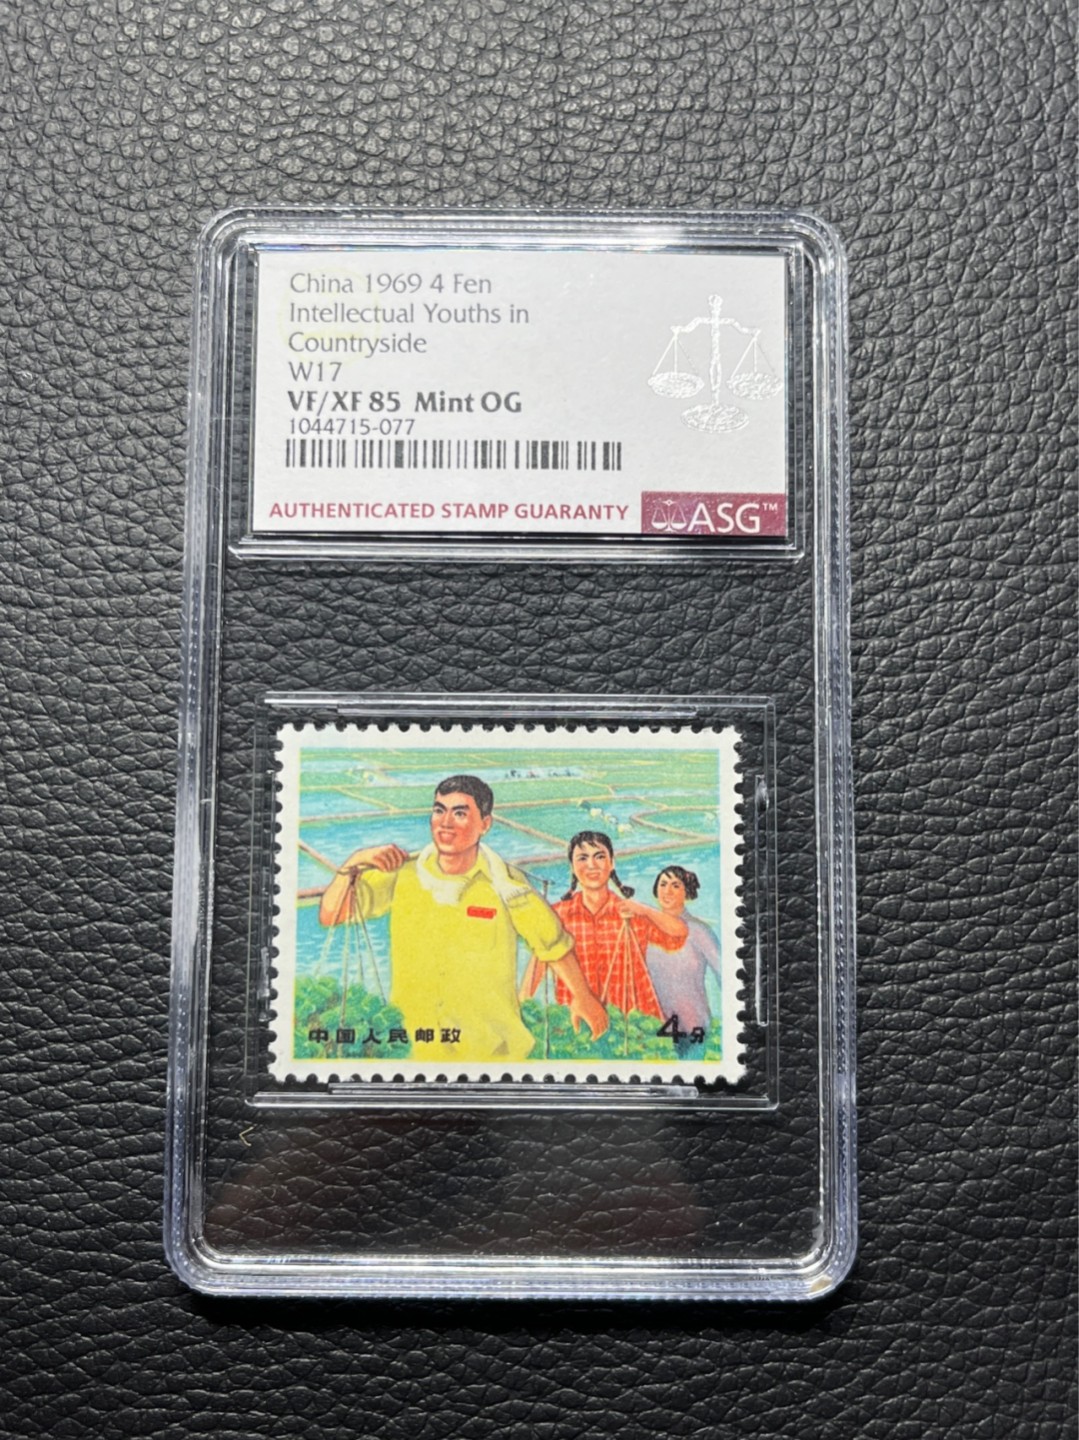 China 1969 4 Fen
Intellectual Youths in
Countryside
W17
VF/XF 85 Mint OG
1044715-077
AUTHENTICATED STAMP GUARANTY
ASG™
中国人民邮政
4分